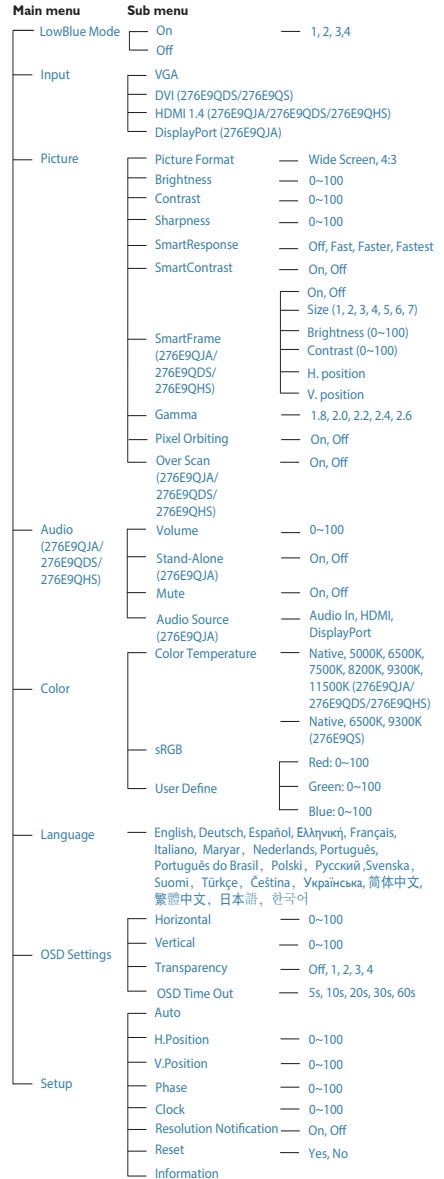 Main menu Sub menu
LowBlue Mode On 1, 2, 3,4
Off
Input VGA
DVI (276E9QDS/276E9QS)
HDMI 1.4 (276E9QJA/276E9QDS/276E9QHS)
DisplayPort (276E9QJA)
Picture Picture Format Wide Screen, 4:3
Brightness 0~100
Contrast 0~100
Sharpness 0~100
SmartResponse Off, Fast, Faster, Fastest
SmartContrast On, Off
On, Off
Size (1, 2, 3, 4, 5, 6, 7)
SmartFrame Brightness (0~100)
(276E9QJA/ Contrast (0~100)
276E9QDS/ H. position
276E9QHS) V. position
Gamma 1.8, 2.0, 2.2, 2.4, 2.6
Pixel Orbiting On, Off
Over Scan On, Off
(276E9QJA/
276E9QDS/
276E9QHS)
Audio Volume 0~100
(276E9QJA/
276E9QDS/ Stand-Alone On, Off
276E9QHS) (276E9QJA)
Mute On, Off
Audio Source Audio In, HDMI,
(276E9QJA) DisplayPort
Color Temperature Native, 5000K, 6500K,
7500K, 8200K, 9300K,
Color 11500K (276E9QJA/
276E9QDS/276E9QHS)
Native, 6500K, 9300K
(276E9QS)
sRGB
Red: 0~100
User Define Green: 0~100
Blue: 0~100
Language English, Deutsch, Español, Ελληνική, Français,
Italiano, Maryar, Nederlands, Português,
Português do Brasil, Polski, Русский ,Svenska,
Suomi, Türkçe, Čeština, Українська, 简体中文,
繁體中文, 日本語, 한국어
Horizontal 0~100
Vertical 0~100
OSD Settings
Transparency Off, 1, 2, 3, 4
OSD Time Out 5s, 10s, 20s, 30s, 60s
Auto
H.Position 0~100
V.Position 0~100
Setup Phase 0~100
Clock 0~100
Resolution Notification On, Off
Reset Yes, No
Information